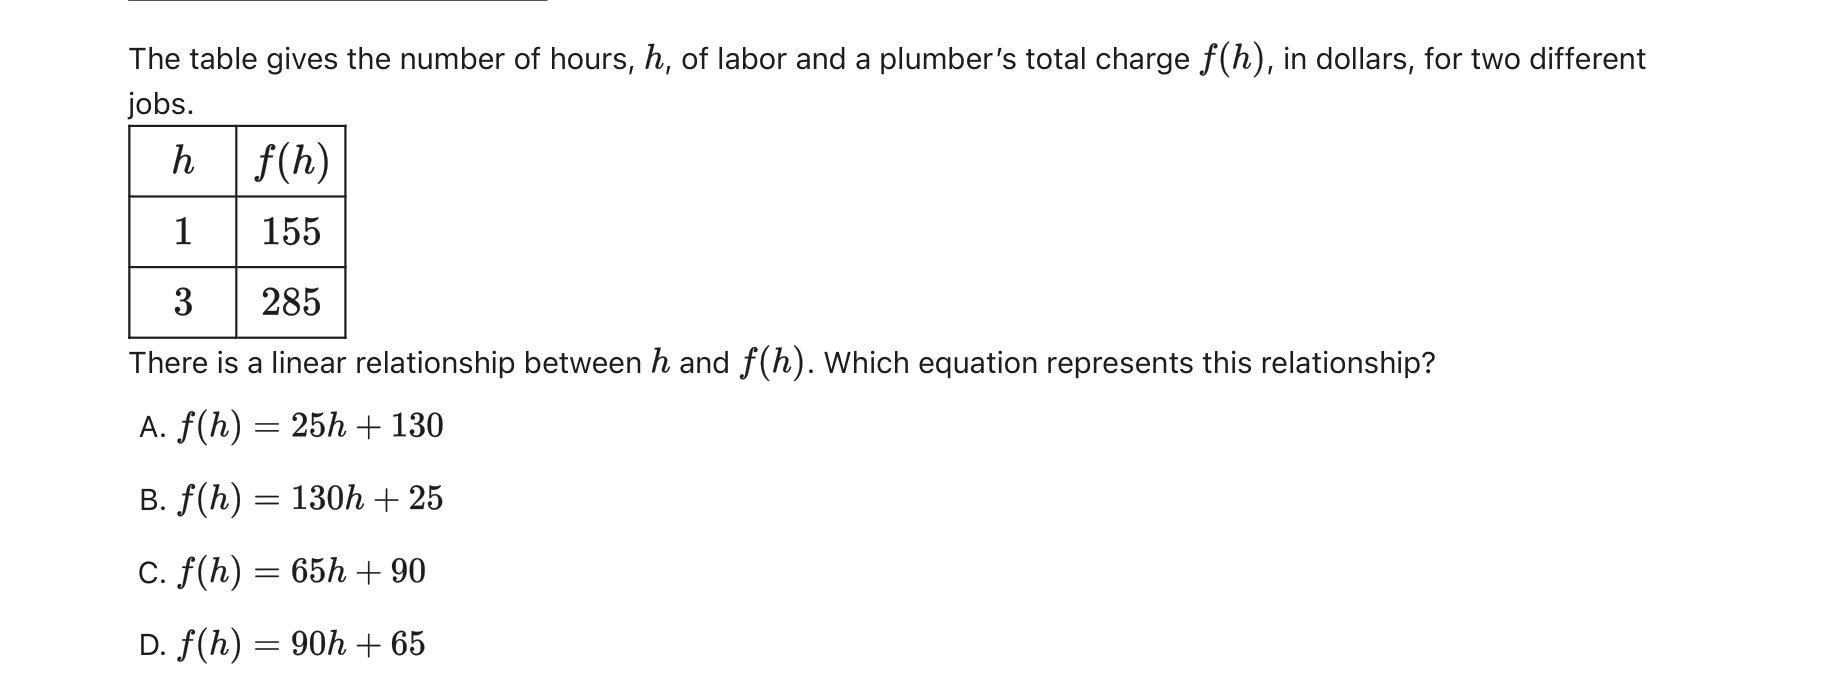 The table gives the number of hours, h, of labor and a plumber's total charge f(h), in dollars, for two different
jobs.
h f(h)
1 155
3 285
There is a linear relationship between h and f(h). Which equation represents this relationship?
A. f(h) = 25h + 130
B. f(h) = 130h + 25
C. f(h) = 65h + 90
D. f(h) = 90h + 65